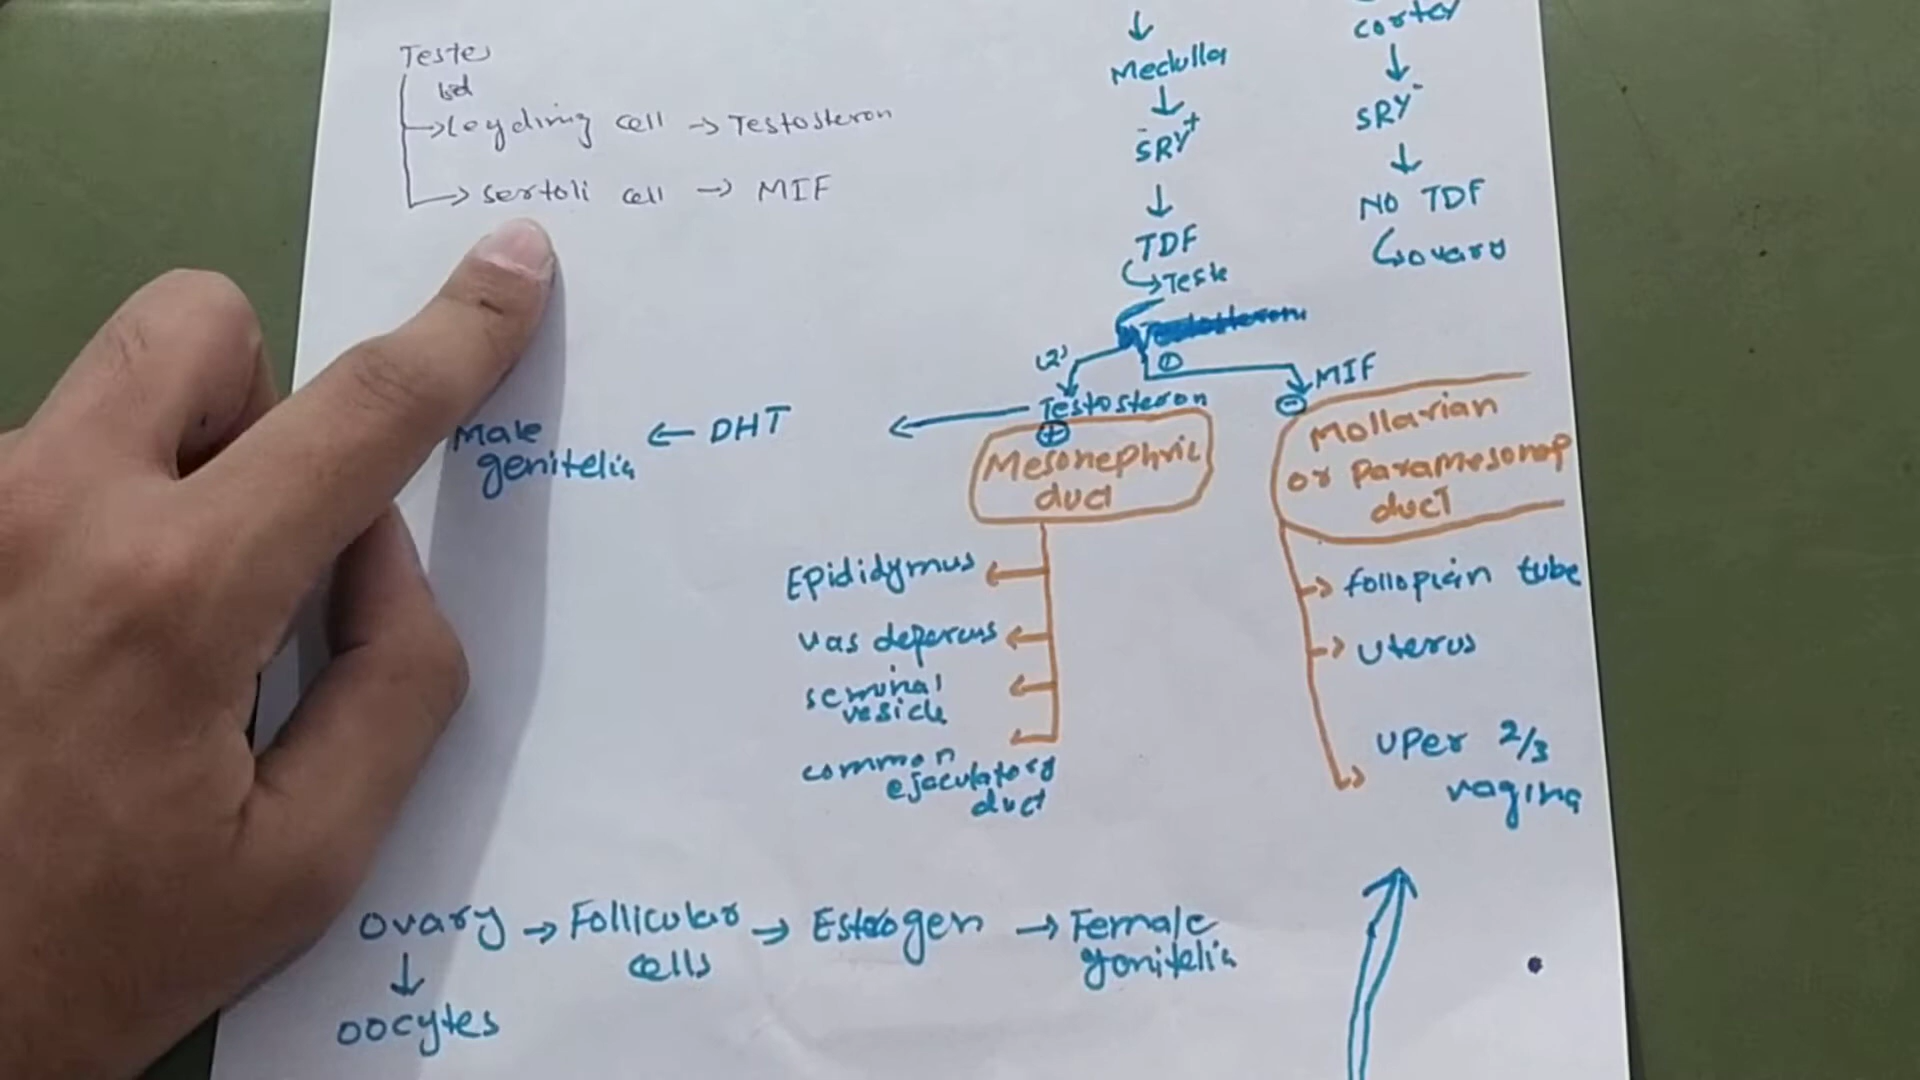 Testes
Leyding cell → Testosteron
sertoli cell → MIF
↓
Medulla
↓
SRY+
↓
TDF
↳ Teste
cortex
↓
SRY-
↓
NO TDF
↳ ovary
(2)
①
MIF
Testosteron
⊕
⊖
← DHT ←
Male
genitelia
Mesonephric
duct
Mollarian
or Paramesonep
duct
Epididymus
vas deferens
seminal
vesicle
common
ejaculatory
duct
follopian tube
uterus
UPer 2/3
vagina
ovary → Follicular
cells
→ Estrogen → Female
genitelia
↓
oocytes